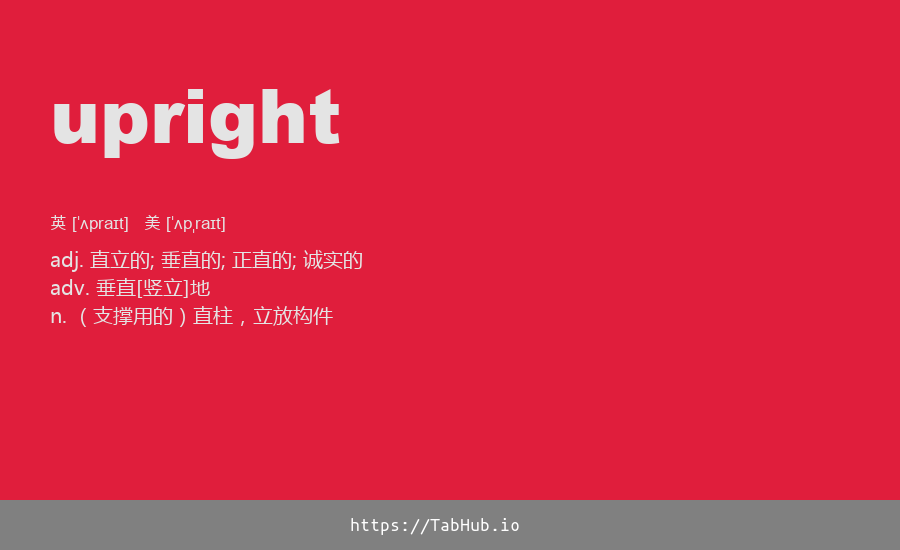 upright
英 [ˈʌpraɪt] 美 [ˈʌpˌraɪt]
adj. 直立的; 垂直的; 正直的; 诚实的
adv. 垂直[竖立]地
n. （支撑用的）直柱，立放构件
https://TabHub.io